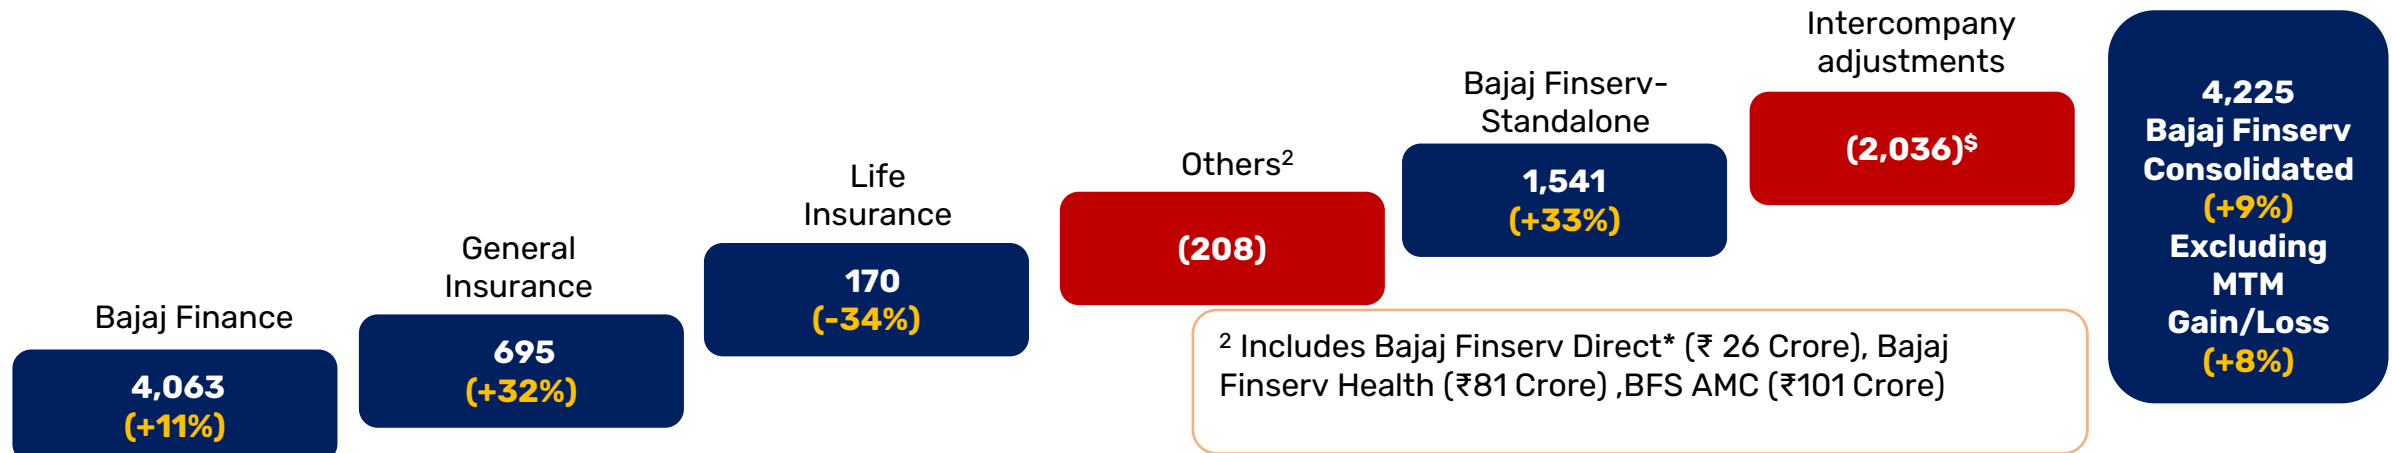 Bajaj Finance
4,063
(+11%)
General
Insurance
695
(+32%)
Life
Insurance
170
(-34%)
Others²
(208)
Bajaj Finserv-
Standalone
1,541
(+33%)
Intercompany
adjustments
(2,036)$
4,225
Bajaj Finserv
Consolidated
(+9%)
Excluding
MTM
Gain/Loss
(+8%)
² Includes Bajaj Finserv Direct* (₹ 26 Crore), Bajaj
Finserv Health (₹81 Crore) ,BFS AMC (₹101 Crore)